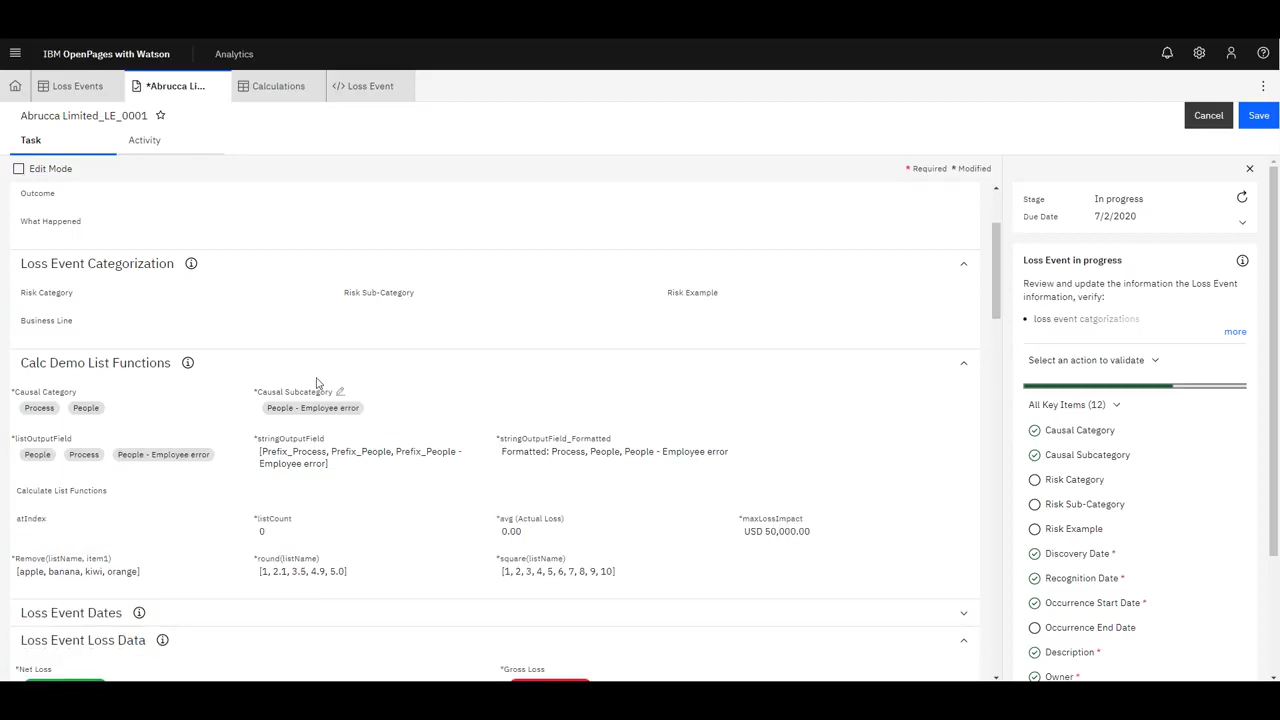 IBM OpenPages with Watson
Analytics
Loss Events
*Abrucca Li...
Calculations
</> Loss Event
Abrucca Limited_LE_0001
Cancel
Save
Task
Activity
Edit Mode
* Required * Modified
Outcome
What Happened
Loss Event Categorization
Risk Category
Risk Sub-Category
Risk Example
Business Line
Calc Demo List Functions
*Causal Category
*Causal Subcategory
Process
People
People - Employee error
*listOutputField
*stringOutputField
*stringOutputField_Formatted
People
Process
People - Employee error
[Prefix_Process, Prefix_People, Prefix_People -
Employee error]
Formatted: Process, People, People - Employee error
Calculate List Functions
atIndex
*listCount
*avg (Actual Loss)
*maxLossImpact
0
0.00
USD 50,000.00
*Remove(listName, item1)
*round(listName)
*square(listName)
[apple, banana, kiwi, orange]
[1, 2.1, 3.5, 4.9, 5.0]
[1, 2, 3, 4, 5, 6, 7, 8, 9, 10]
Loss Event Dates
Loss Event Loss Data
*Net Loss
*Gross Loss
Stage
In progress
Due Date
7/2/2020
Loss Event in progress
Review and update the information the Loss Event
information, verify:
• loss event catgorizations
more
Select an action to validate
All Key Items (12)
Causal Category
Causal Subcategory
Risk Category
Risk Sub-Category
Risk Example
Discovery Date *
Recognition Date *
Occurrence Start Date *
Occurrence End Date
Description *
Owner *